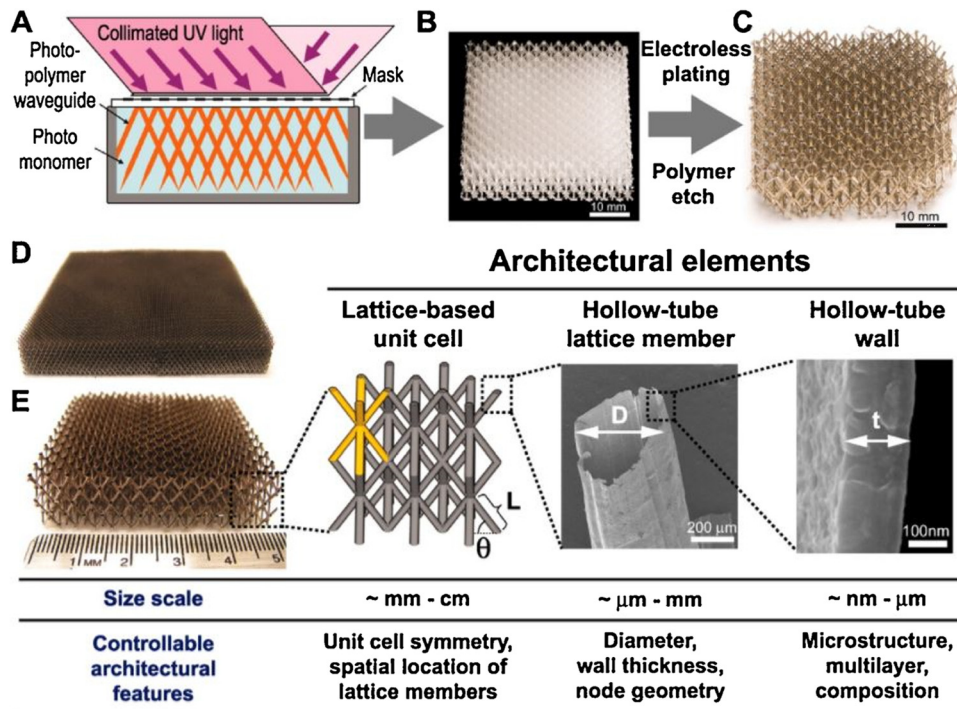 A
Collimated UV light
Photo-
polymer
waveguide
Mask
Photo
monomer
B
10 mm
Electroless
plating
Polymer
etch
C
10 mm
D
Architectural elements
Lattice-based
unit cell
Hollow-tube
lattice member
Hollow-tube
wall
E
L
θ
D
200 μm
t
100nm
1 MM 2 3 4 5
Size scale
~ mm - cm
~ μm - mm
~ nm - μm
Controllable
architectural
features
Unit cell symmetry,
spatial location of
lattice members
Diameter,
wall thickness,
node geometry
Microstructure,
multilayer,
composition